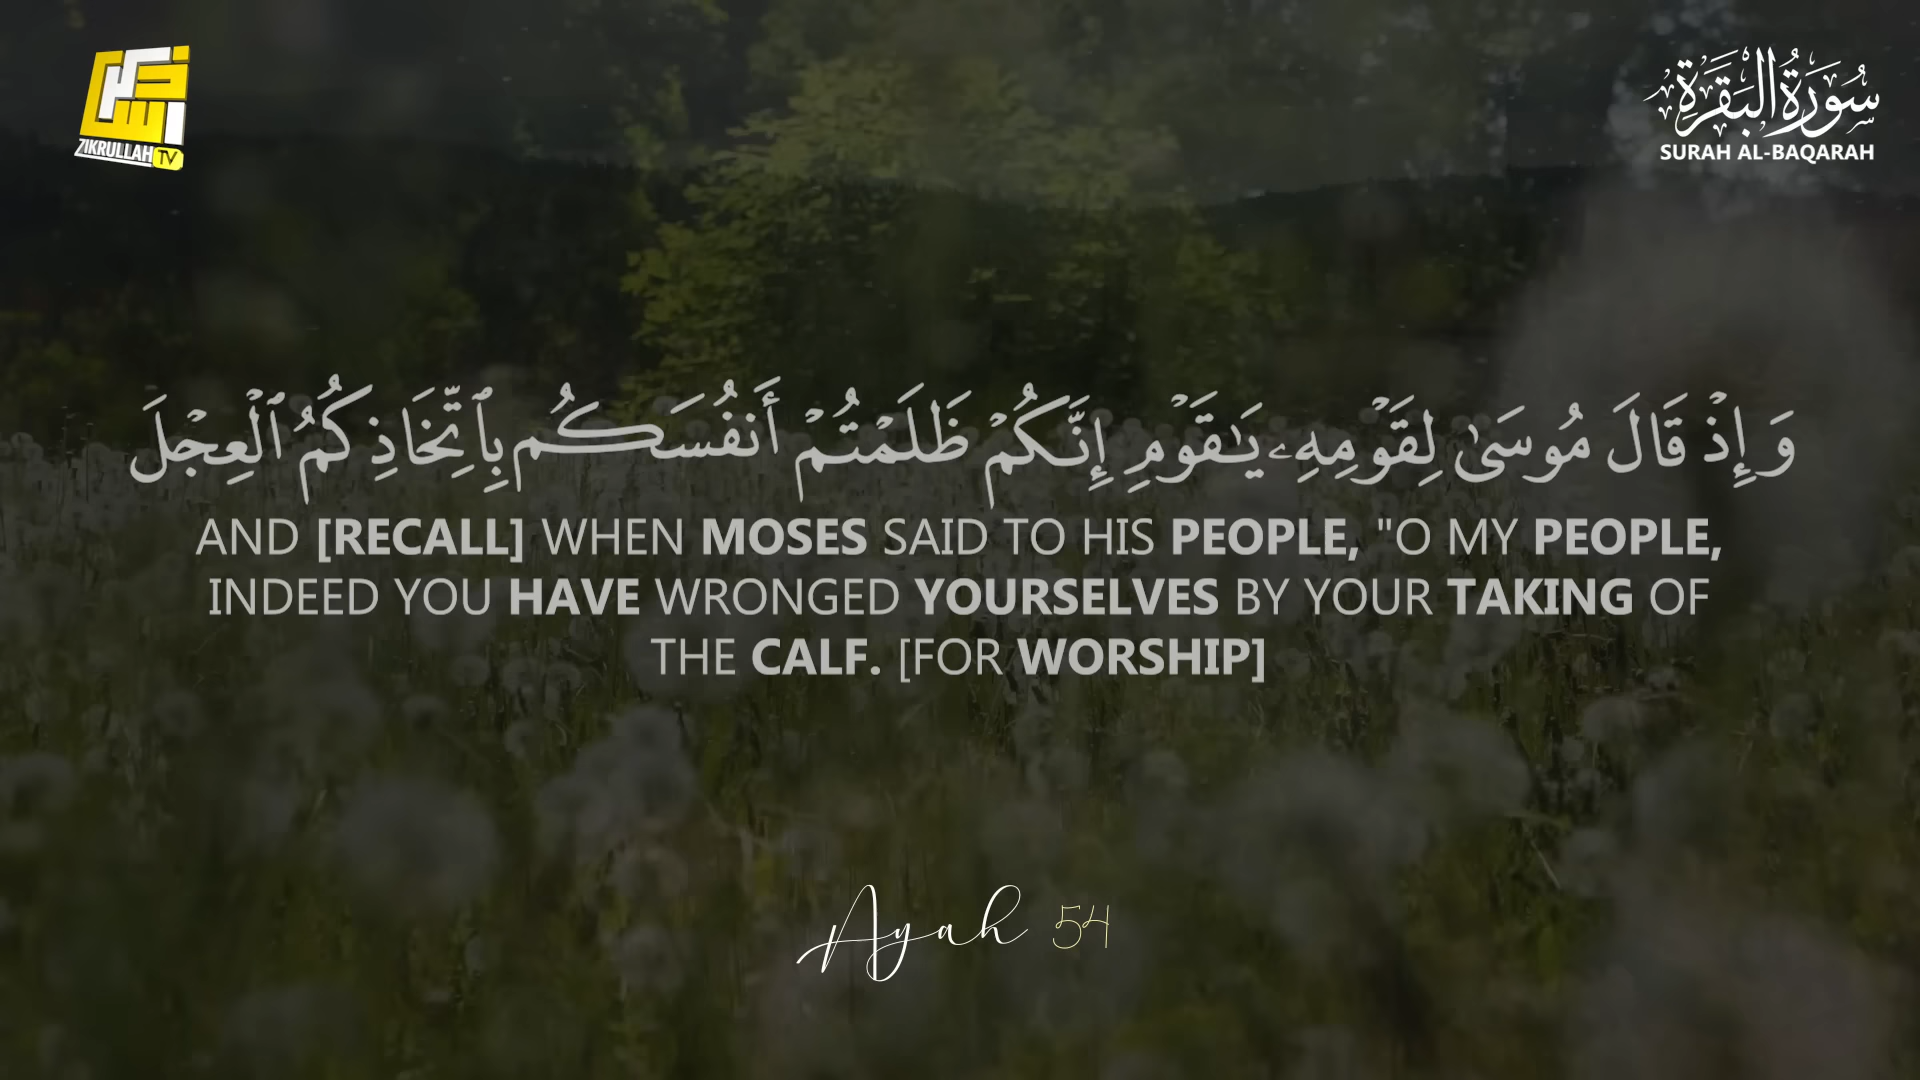 ذكر الله
ZIKRULLAH TV
سُورَةُ البَقَرَةِ
SURAH AL-BAQARAH
وَإِذْ قَالَ مُوسَىٰ لِقَوْمِهِۦ يَـٰقَوْمِ إِنَّكُمْ ظَلَمْتُمْ أَنفُسَكُم بِٱتِّخَاذِكُمُ ٱلْعِجْلَ
AND [RECALL] WHEN MOSES SAID TO HIS PEOPLE, "O MY PEOPLE,
INDEED YOU HAVE WRONGED YOURSELVES BY YOUR TAKING OF
THE CALF. [FOR WORSHIP]
Ayah 54